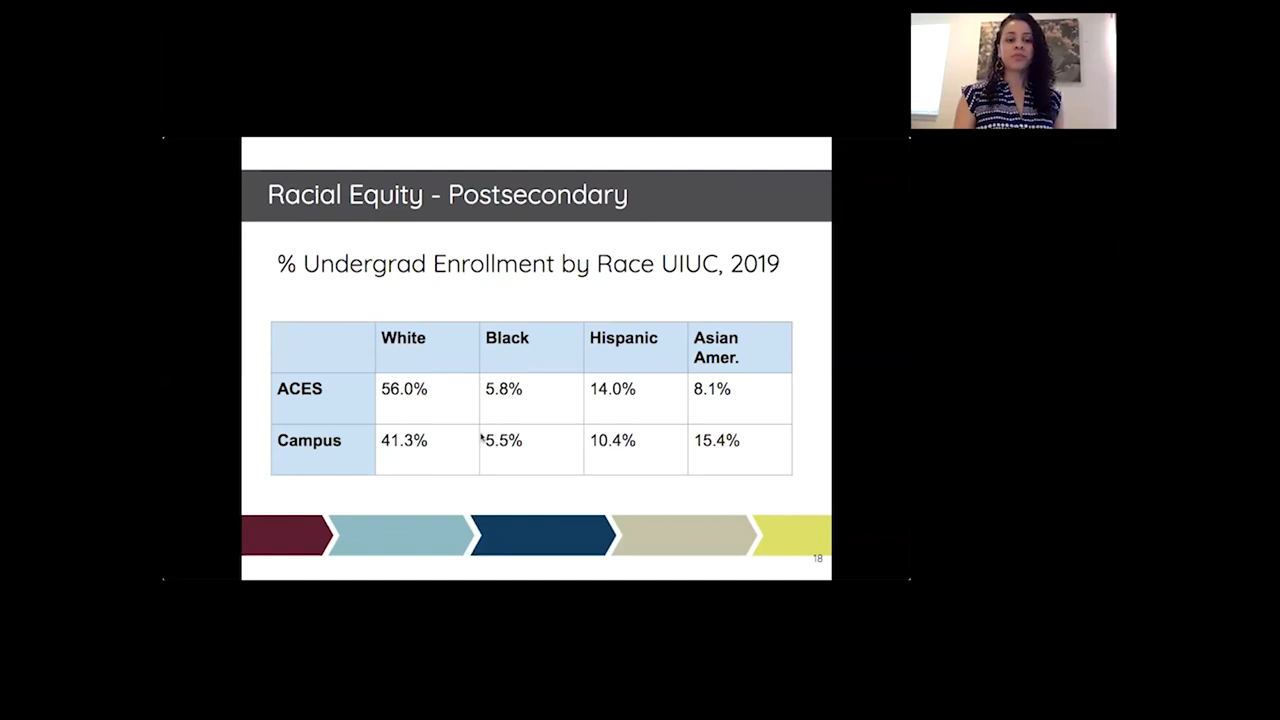 Racial Equity - Postsecondary
% Undergrad Enrollment by Race UIUC, 2019
White Black Hispanic Asian Amer.
ACES 56.0% 5.8% 14.0% 8.1%
Campus 41.3% 5.5% 10.4% 15.4%
18